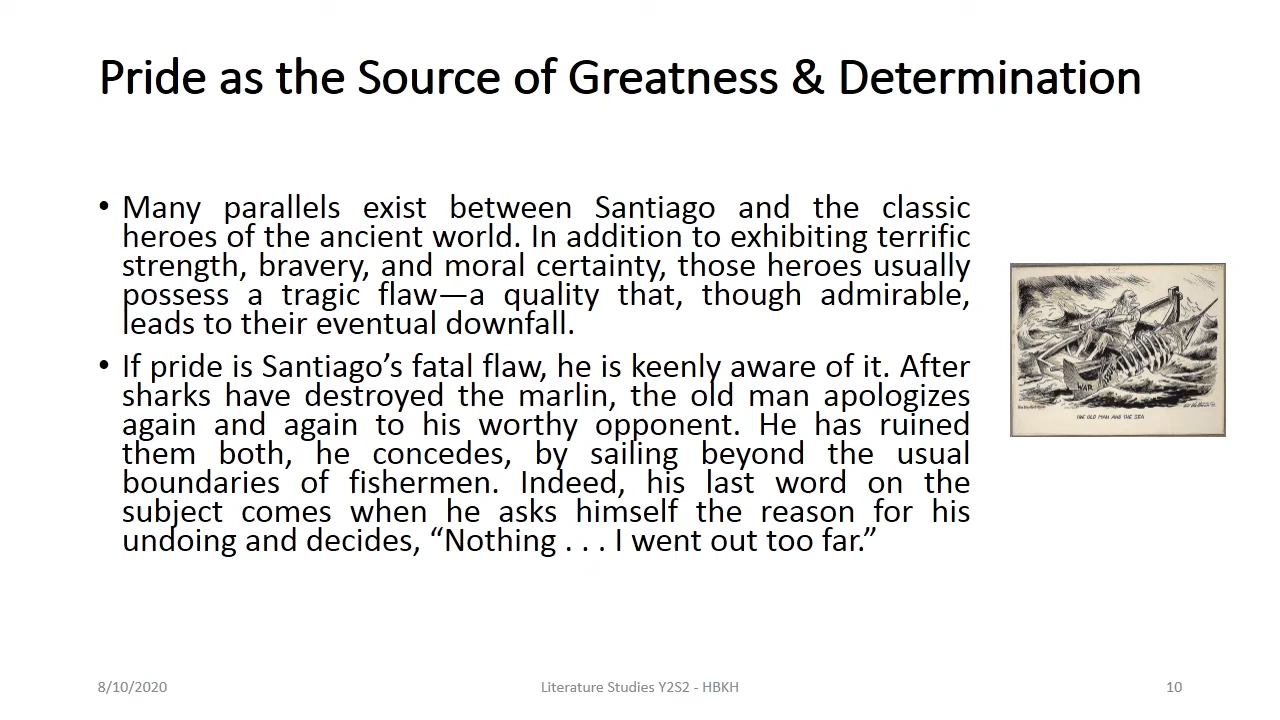 Pride as the Source of Greatness & Determination
• Many parallels exist between Santiago and the classic
heroes of the ancient world. In addition to exhibiting terrific
strength, bravery, and moral certainty, those heroes usually
possess a tragic flaw—a quality that, though admirable,
leads to their eventual downfall.
• If pride is Santiago’s fatal flaw, he is keenly aware of it. After
sharks have destroyed the marlin, the old man apologizes
again and again to his worthy opponent. He has ruined
them both, he concedes, by sailing beyond the usual
boundaries of fishermen. Indeed, his last word on the
subject comes when he asks himself the reason for his
undoing and decides, “Nothing . . . I went out too far.”
WAR
THE OLD MAN AND THE SEA
8/10/2020
Literature Studies Y2S2 - HBKH
10